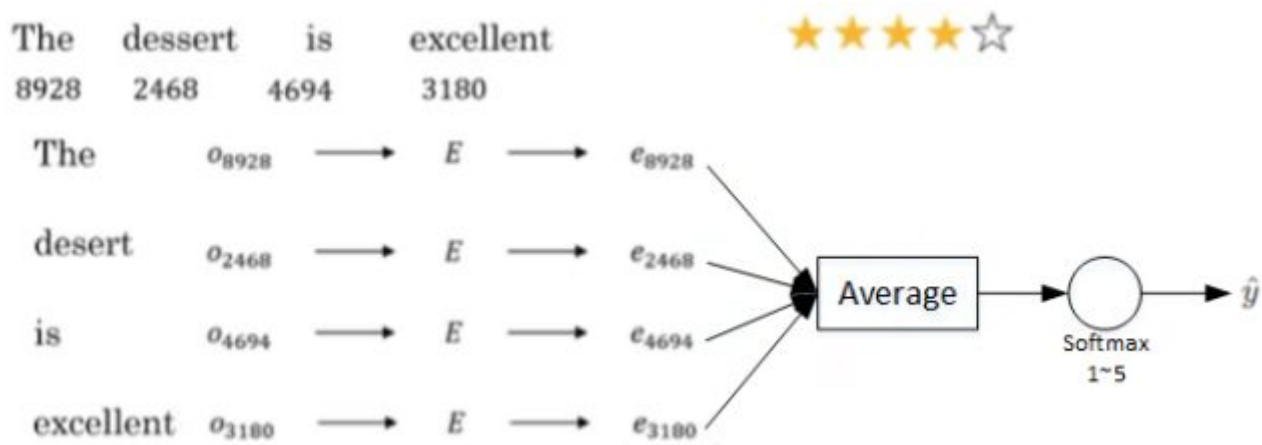 The dessert is excellent
8928 2468 4694 3180
The o8928 E e8928
desert o2468 E e2468
Average ŷ
is o4694 E e4694
Softmax
1~5
excellent o3180 E e3180